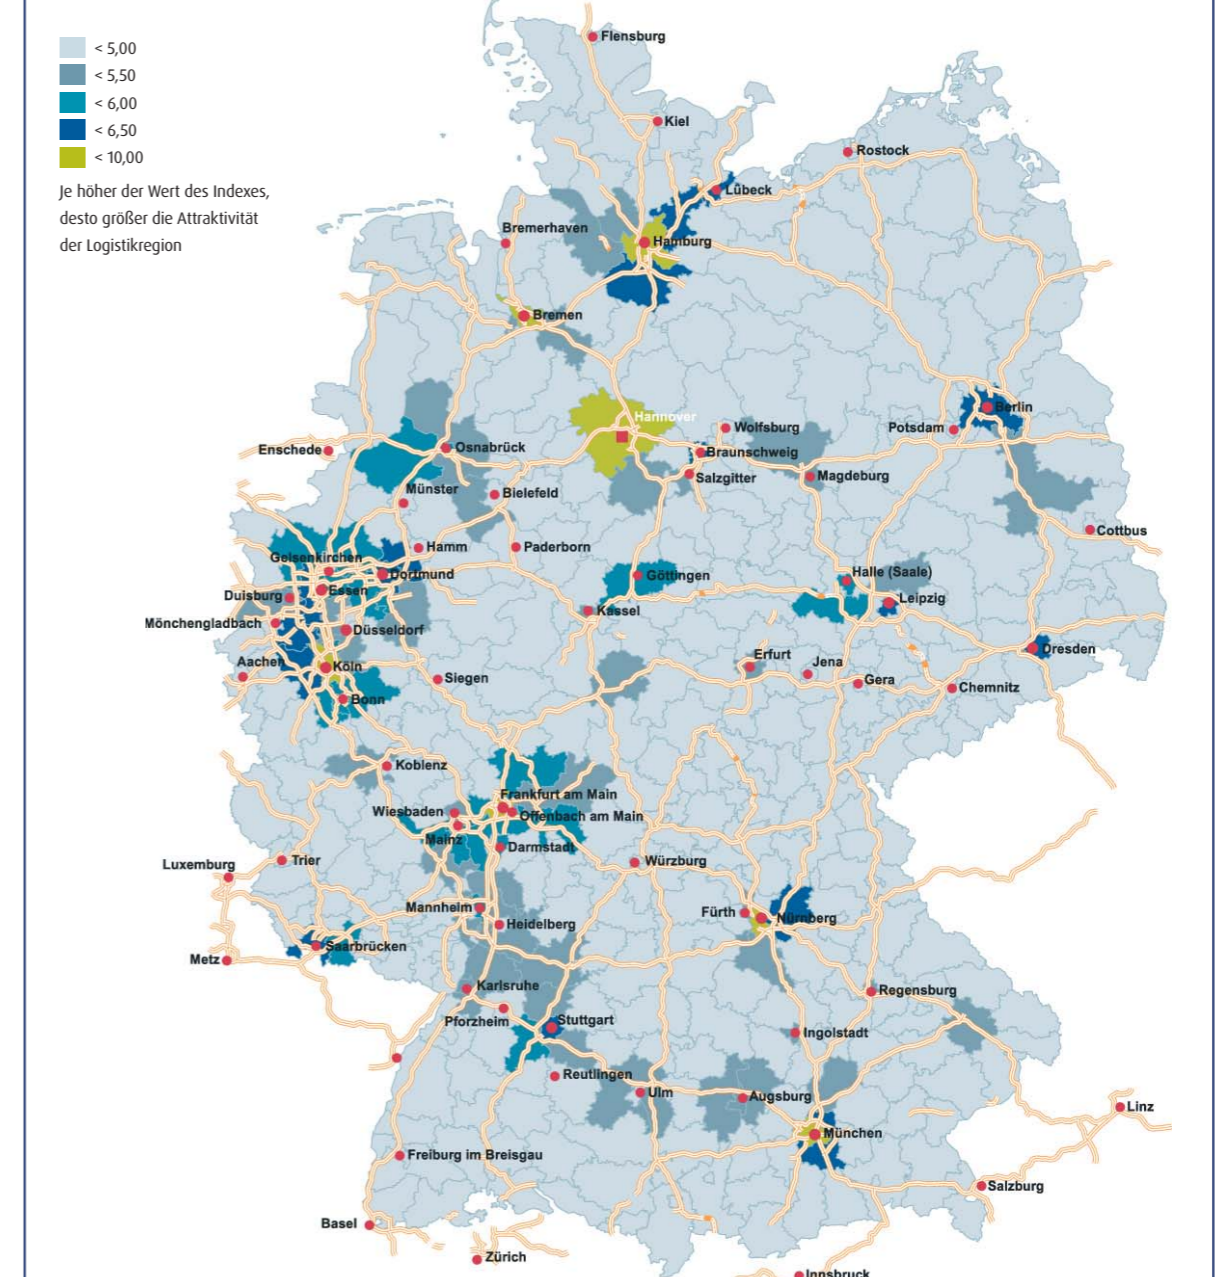 < 5,00
< 5,50
< 6,00
< 6,50
< 10,00
Je höher der Wert des Indexes,
desto größer die Attraktivität
der Logistikregion
Flensburg
Kiel
Rostock
Lübeck
Bremerhaven
Hamburg
Bremen
Hannover
Wolfsburg
Berlin
Potsdam
Enschede
Osnabrück
Braunschweig
Salzgitter
Magdeburg
Münster
Bielefeld
Cottbus
Hamm
Paderborn
Gelsenkirchen
Dortmund
Göttingen
Halle (Saale)
Essen
Duisburg
Leipzig
Kassel
Mönchengladbach
Düsseldorf
Dresden
Erfurt
Aachen
Köln
Jena
Siegen
Gera
Chemnitz
Bonn
Koblenz
Frankfurt am Main
Wiesbaden
Offenbach am Main
Mainz
Darmstadt
Luxemburg
Trier
Würzburg
Mannheim
Fürth
Nürnberg
Heidelberg
Saarbrücken
Metz
Karlsruhe
Regensburg
Pforzheim
Stuttgart
Ingolstadt
Reutlingen
Ulm
Augsburg
Linz
München
Freiburg im Breisgau
Salzburg
Basel
Zürich
Innsbruck